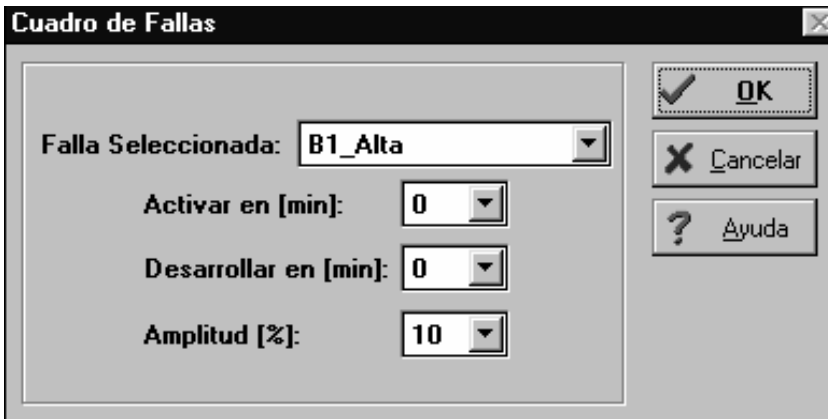 Cuadro de Fallas
Falla Seleccionada: B1_Alta
Activar en [min]: 0
Desarrollar en [min]: 0
Amplitud [%]: 10
OK
Cancelar
Ayuda